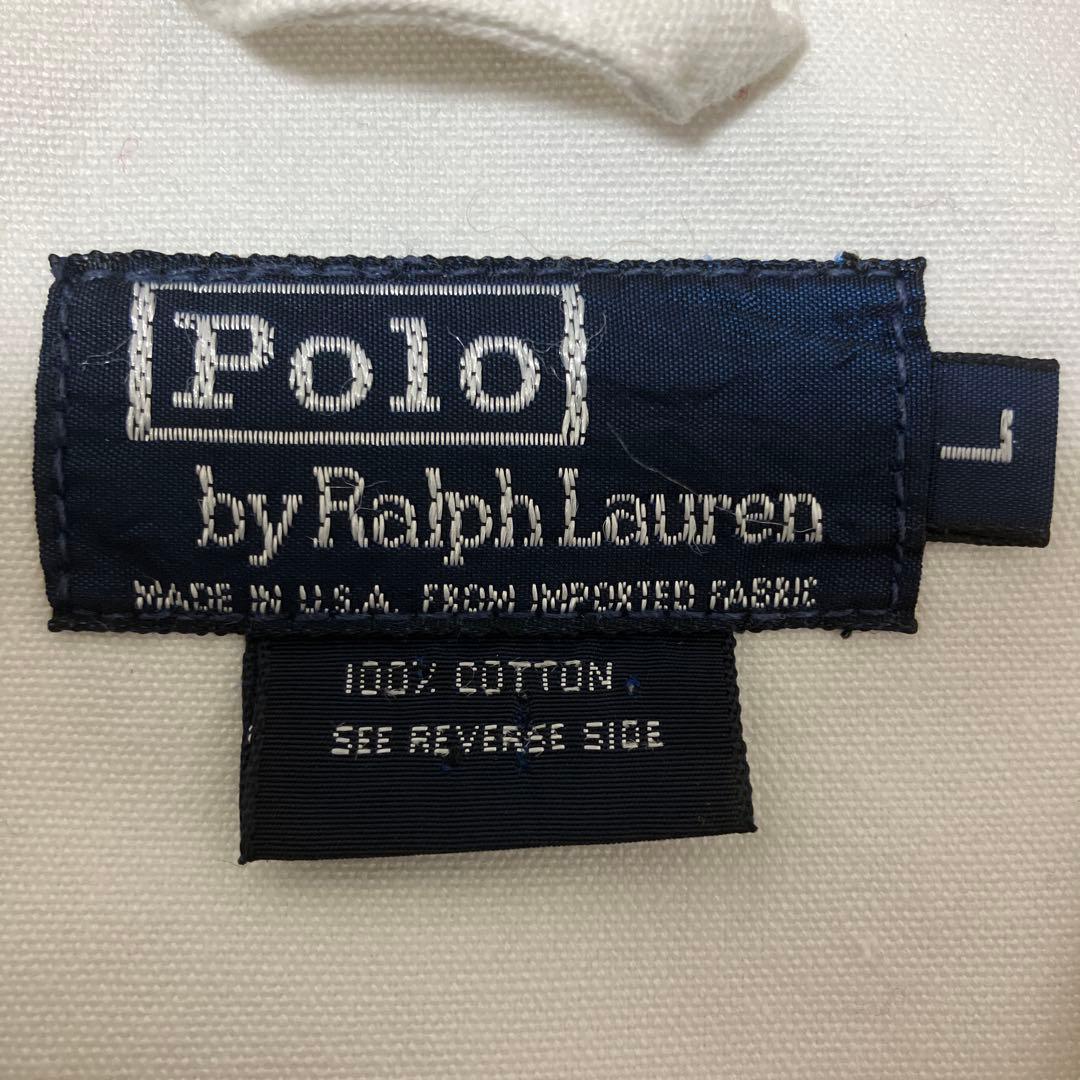 Polo
by Ralph Lauren
MADE IN U.S.A. FROM IMPORTED FABRIC
L
100% COTTON
SEE REVERSE SIDE